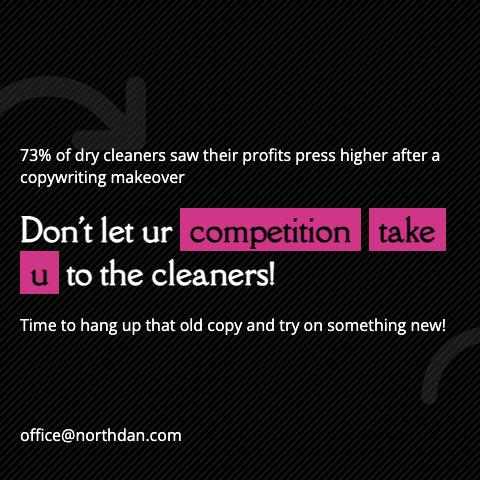 73% of dry cleaners saw their profits press higher after a
copywriting makeover
Don't let ur competition take
u to the cleaners!
Time to hang up that old copy and try on something new!
office@northdan.com